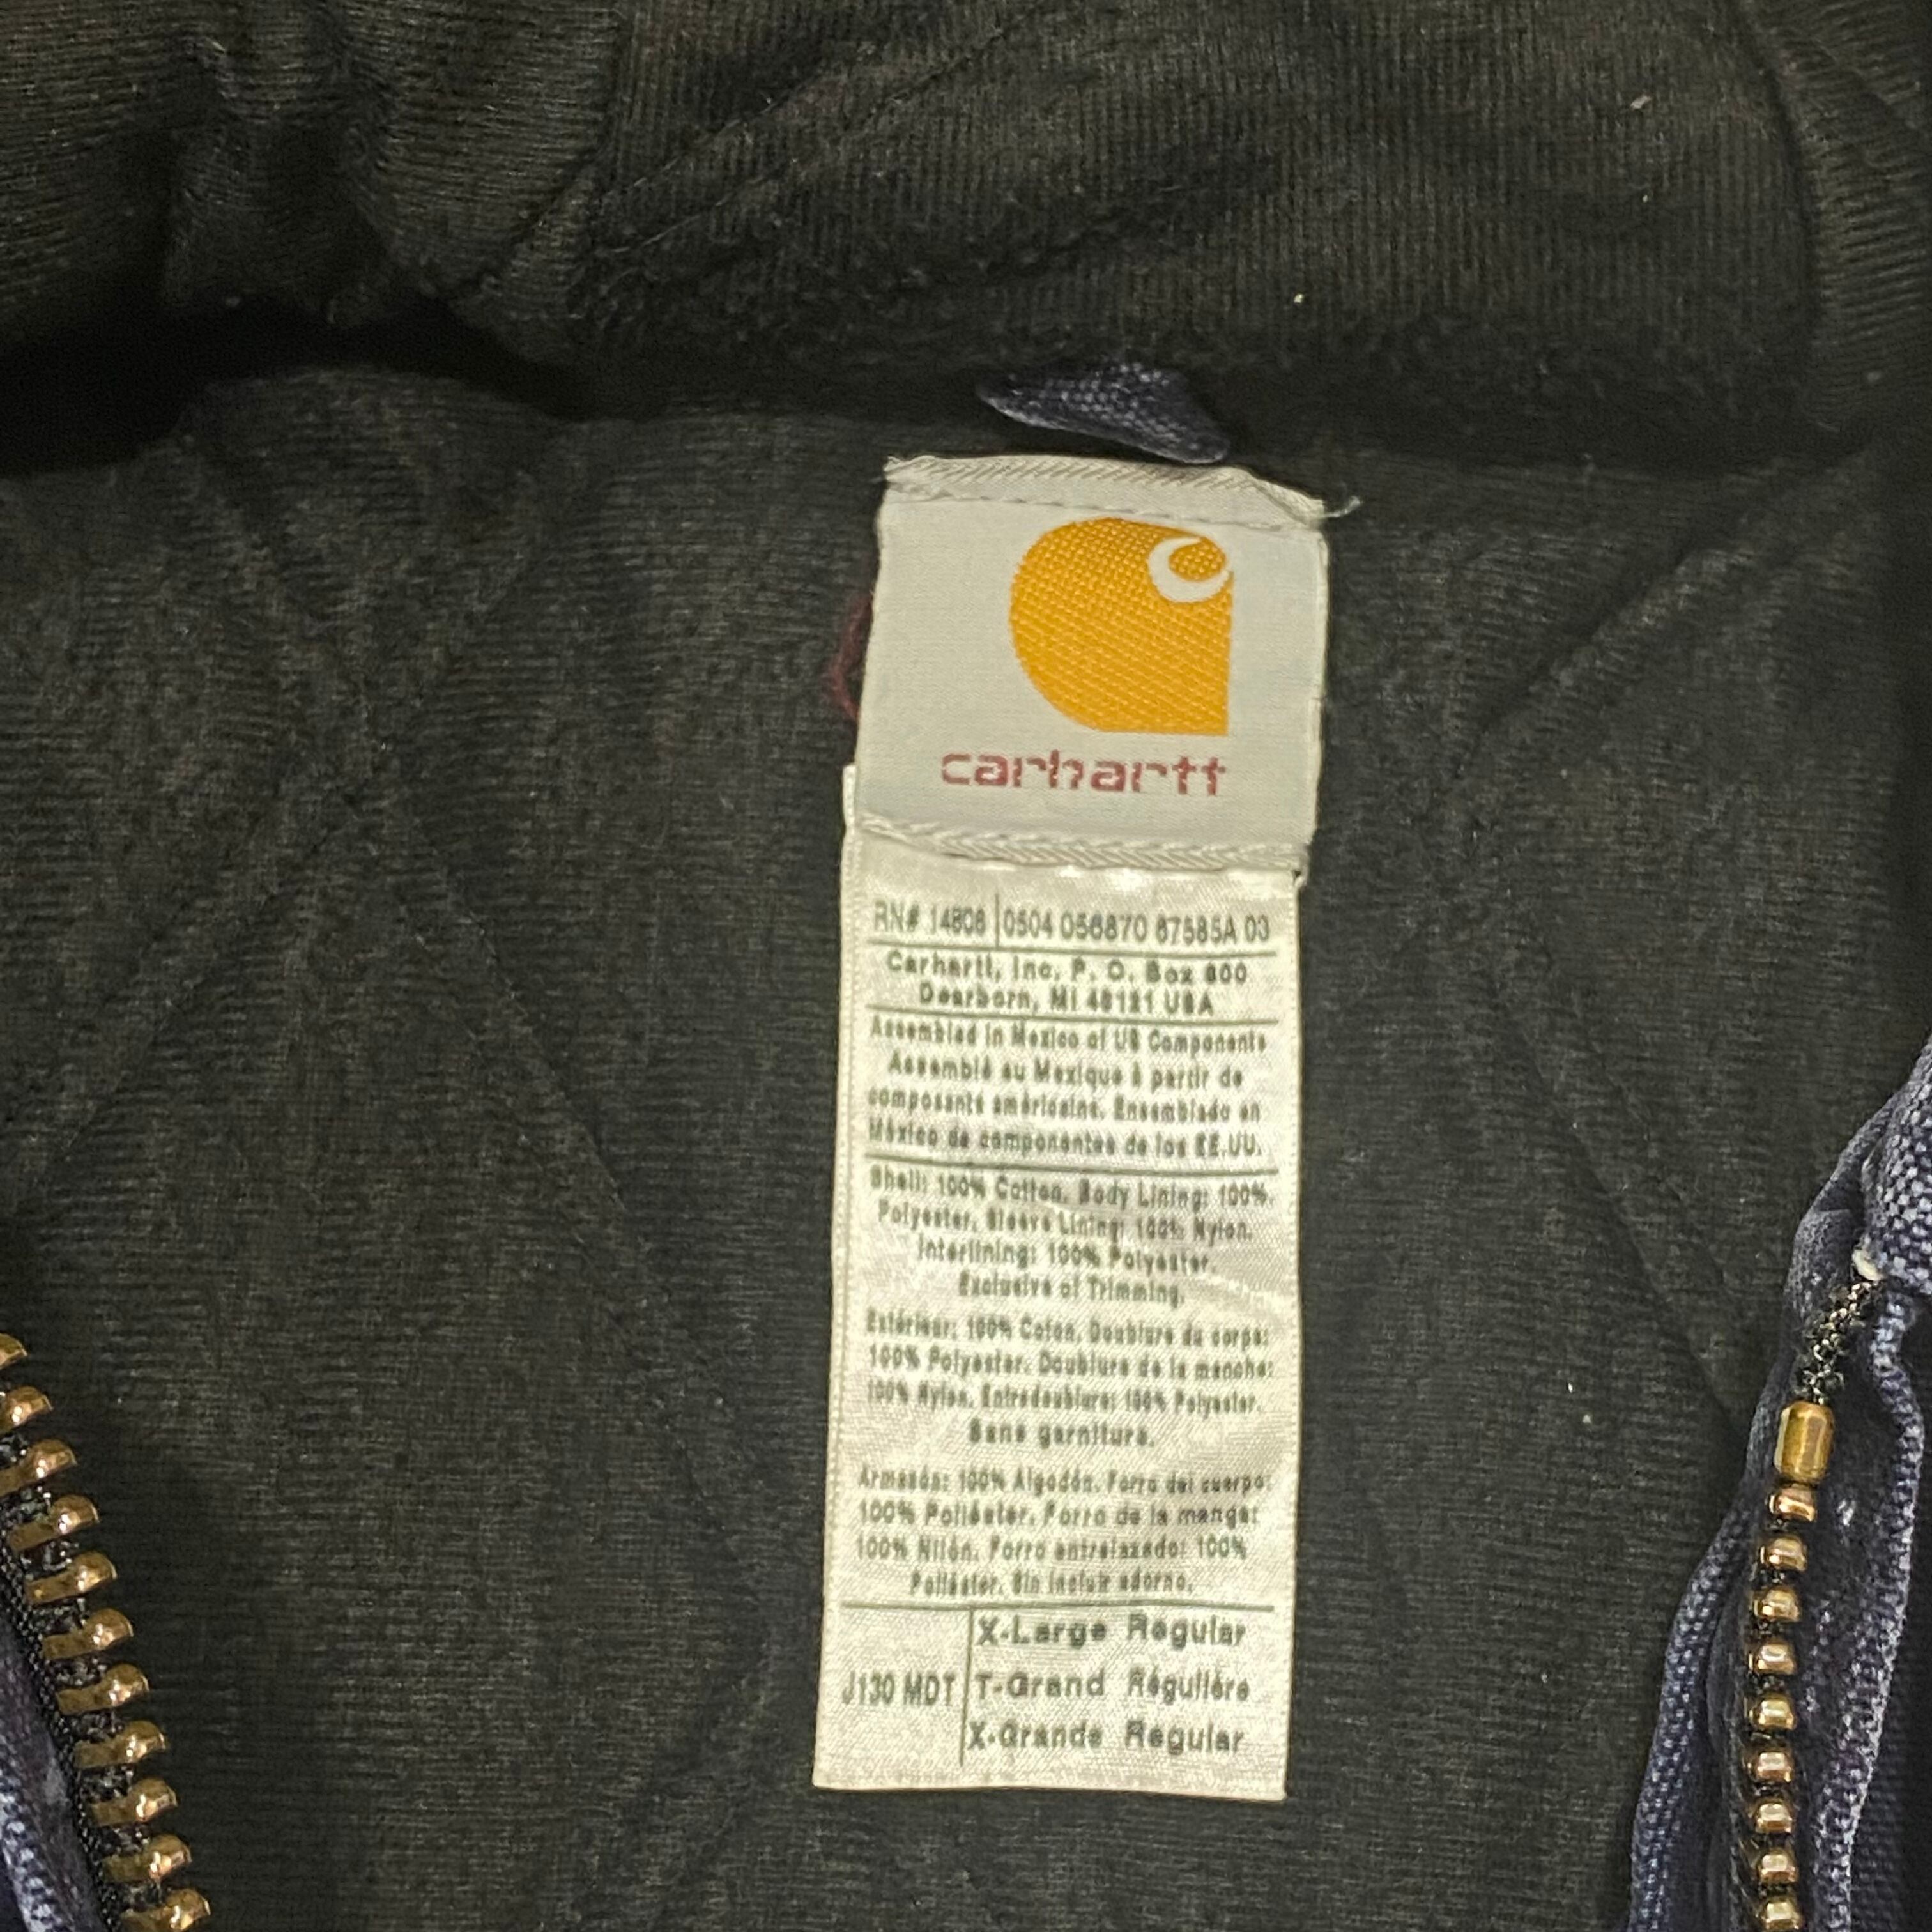 carhartt
RN# 14806 0504 056870 67585A 03
Carhartt, Inc. P. O. Box 600
Dearborn, MI 48121 USA
Assembled in Mexico of US Components
Assemblé au Mexique à partir de
composants américains. Ensamblado en
México de componentes de los EE.UU.
Shell: 100% Cotton. Body Lining: 100%
Polyester. Sleeve Lining: 100% Nylon.
Interlining: 100% Polyester.
Exclusive of Trimming.
Extérieur: 100% Coton. Doublure du corps:
100% Polyester. Doublure de la manche:
100% Nylon. Entredoublure: 100% Polyester.
Sans garniture.
Armazón: 100% Algodón. Forro del cuerpo:
100% Poliéster. Forro de la manga:
100% Nilón. Forro entrelazado: 100%
Poliéster. Sin incluir adorno.
J130 MDT
X-Large Regular
T-Grand Régulière
X-Grande Regular